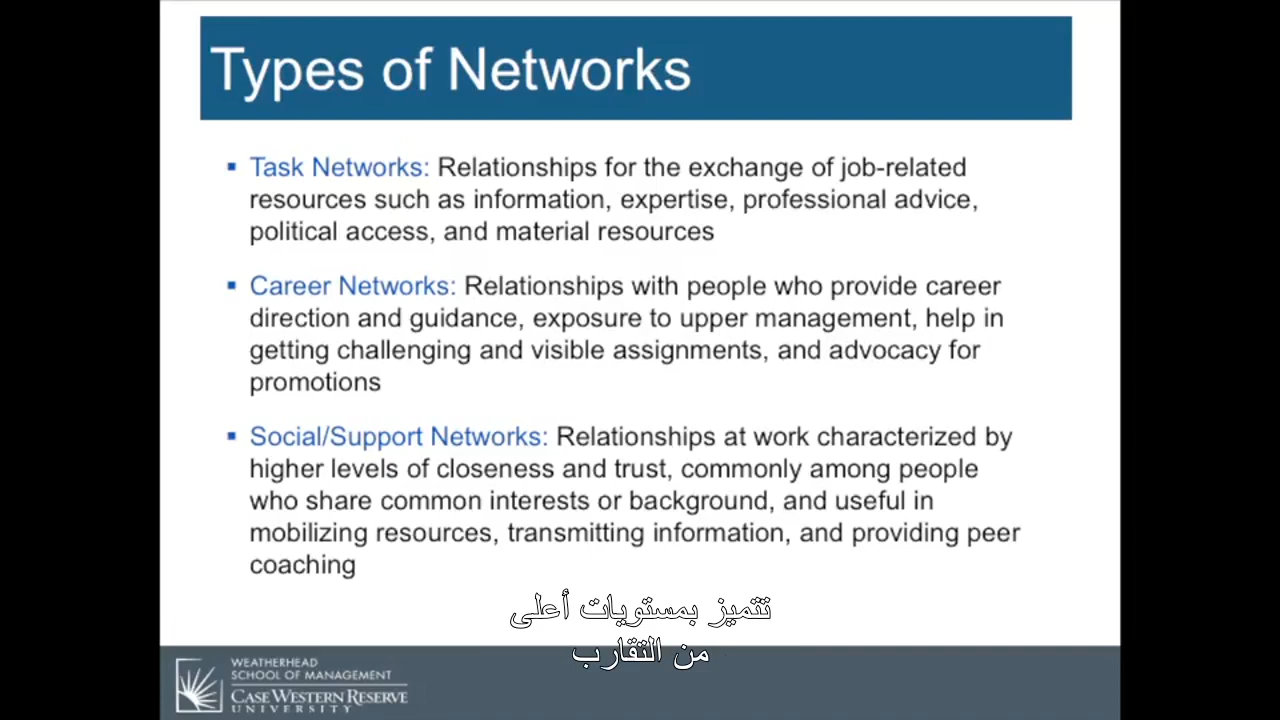 Types of Networks
▪ Task Networks: Relationships for the exchange of job-related
resources such as information, expertise, professional advice,
political access, and material resources
▪ Career Networks: Relationships with people who provide career
direction and guidance, exposure to upper management, help in
getting challenging and visible assignments, and advocacy for
promotions
▪ Social/Support Networks: Relationships at work characterized by
higher levels of closeness and trust, commonly among people
who share common interests or background, and useful in
mobilizing resources, transmitting information, and providing peer
coaching
تتميز بمستويات أعلى
من التقارب
WEATHERHEAD
SCHOOL OF MANAGEMENT
CASE WESTERN RESERVE
UNIVERSITY